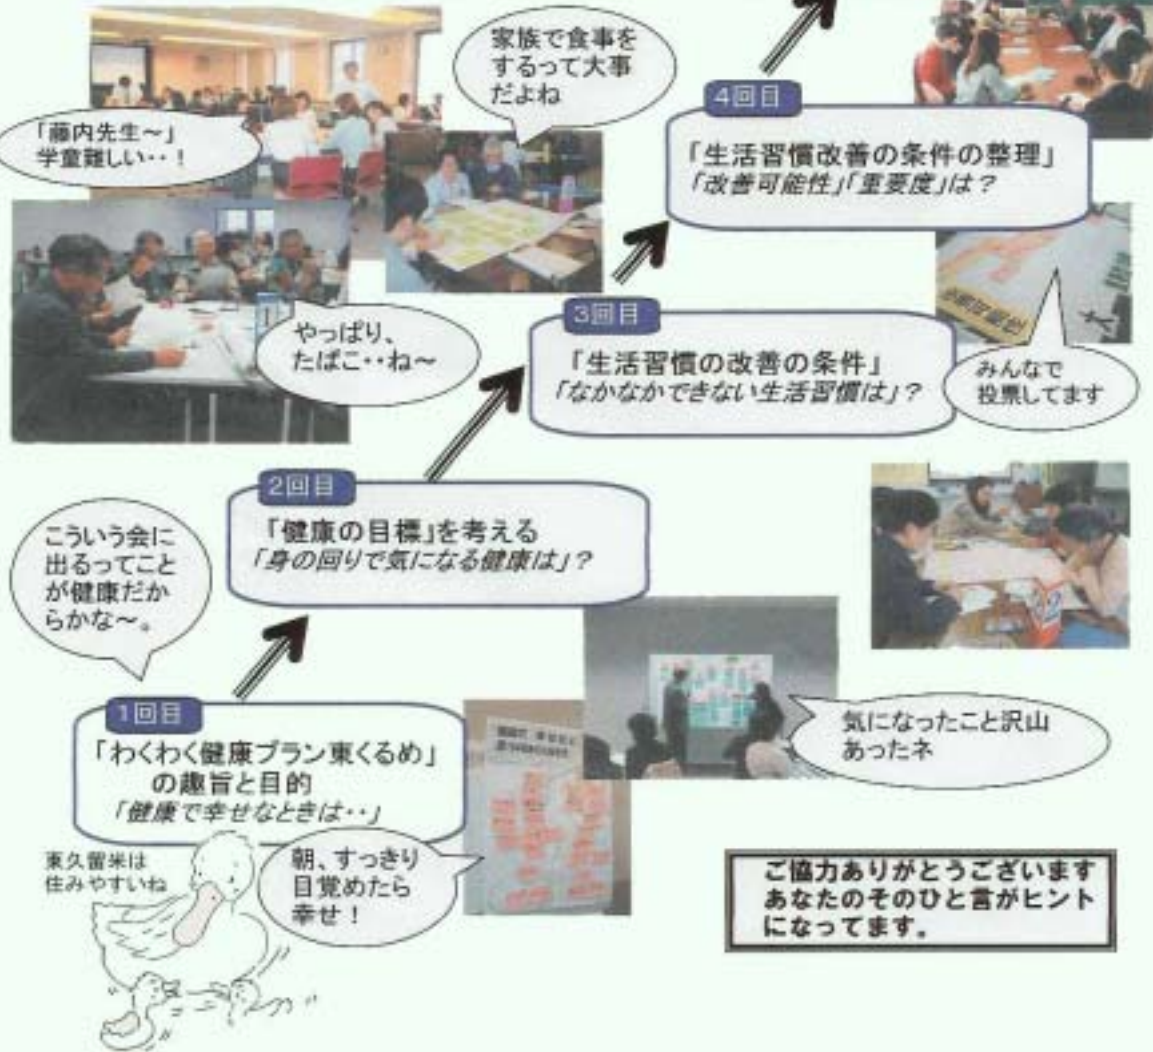 家族で食事を
するって大事
だよね
「藤内先生～」
学童難しい‥！
4回目
「生活習慣改善の条件の整理」
「改善可能性」「重要度」は？
やっぱり、
たばこ‥ね～
3回目
「生活習慣の改善の条件」
「なかなかできない生活習慣は」？
みんなで
投票してます
2回目
「健康の目標」を考える
「身の回りで気になる健康は」？
こういう会に
出るってこと
が健康だか
らかな～。
1回目
「わくわく健康プラン東くるめ」
の趣旨と目的
「健康で幸せなときは‥」
気になったこと沢山
あったネ
東久留米は
住みやすいね
朝、すっきり
目覚めたら
幸せ！
ご協力ありがとうございます
あなたのそのひと言がヒント
になってます。